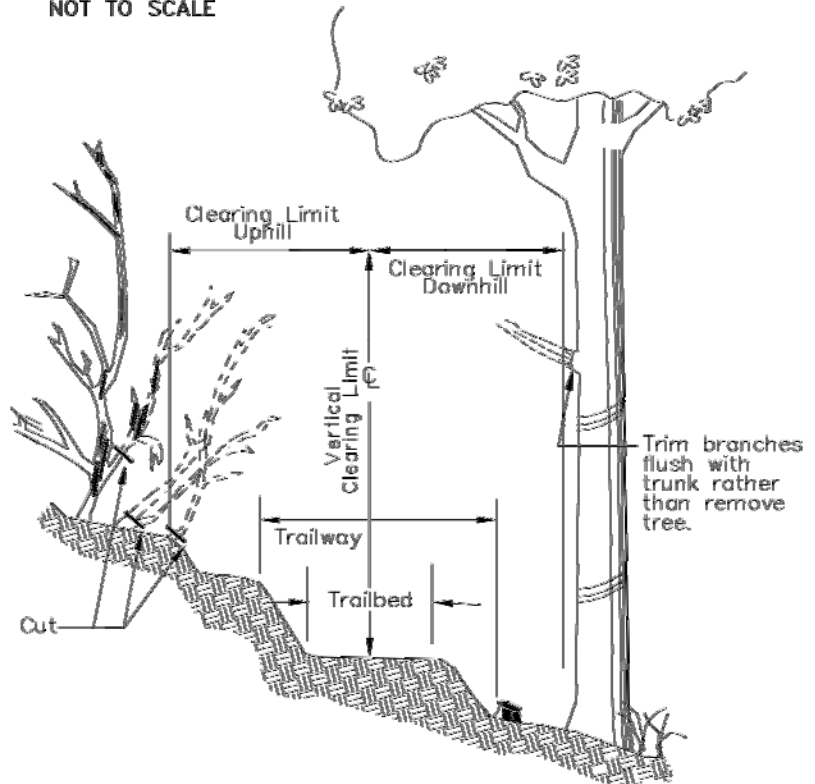 NOT TO SCALE
Clearing Limit
Uphill
Clearing Limit
Downhill
Vertical
Clearing Limit
℄
Trim branches
flush with
trunk rather
than remove
tree.
Trailway
Trailbed
Cut